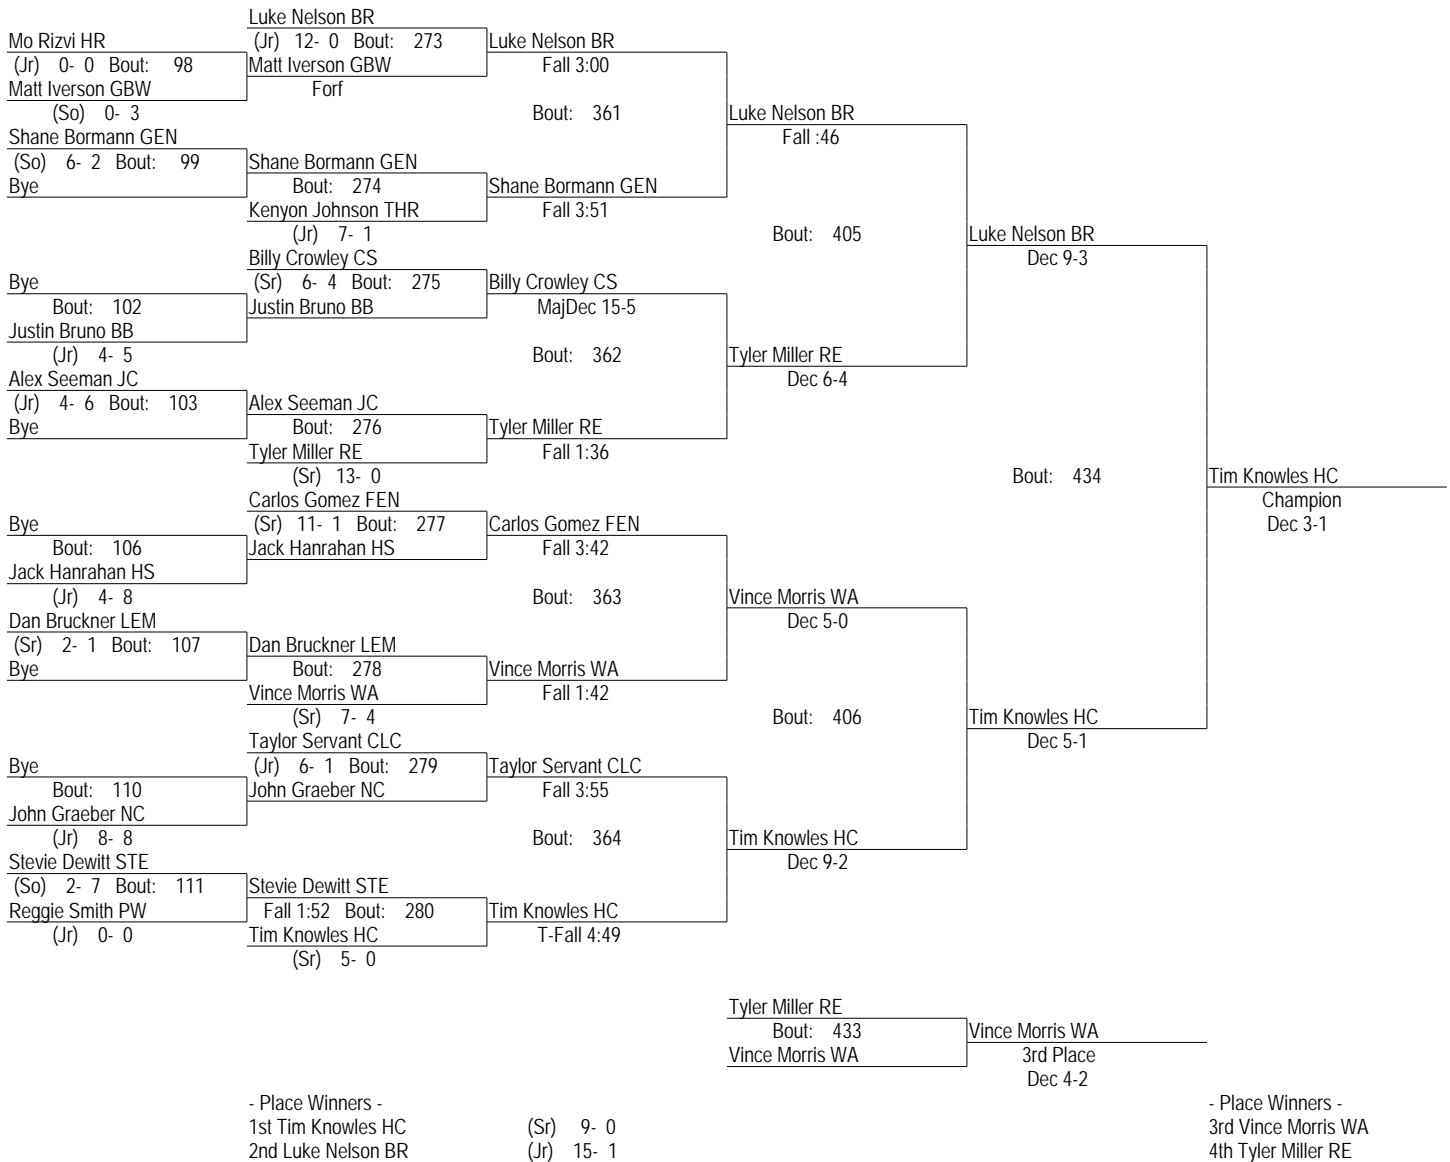 Luke Nelson BR
Mo Rizvi HR (Jr) 12- 0 Bout: 273 Luke Nelson BR
(Jr) 0- 0 Bout: 98 Matt Iverson GBW Fall 3:00
Matt Iverson GBW Forf
(So) 0- 3 Bout: 361 Luke Nelson BR
Shane Bormann GEN Fall :46
(So) 6- 2 Bout: 99 Shane Bormann GEN
Bye Bout: 274 Shane Bormann GEN
Kenyon Johnson THR Fall 3:51
(Jr) 7- 1 Bout: 405 Luke Nelson BR
Billy Crowley CS Dec 9-3
Bye (Sr) 6- 4 Bout: 275 Billy Crowley CS
Bout: 102 Justin Bruno BB MajDec 15-5
Justin Bruno BB
(Jr) 4- 5 Bout: 362 Tyler Miller RE
Alex Seeman JC Dec 6-4
(Jr) 4- 6 Bout: 103 Alex Seeman JC
Bye Bout: 276 Tyler Miller RE
Tyler Miller RE Fall 1:36
(Sr) 13- 0 Bout: 434 Tim Knowles HC
Carlos Gomez FEN Champion
Bye (Sr) 11- 1 Bout: 277 Carlos Gomez FEN Dec 3-1
Bout: 106 Jack Hanrahan HS Fall 3:42
Jack Hanrahan HS
(Jr) 4- 8 Bout: 363 Vince Morris WA
Dan Bruckner LEM Dec 5-0
(Sr) 2- 1 Bout: 107 Dan Bruckner LEM
Bye Bout: 278 Vince Morris WA
Vince Morris WA Fall 1:42
(Sr) 7- 4 Bout: 406 Tim Knowles HC
Taylor Servant CLC Dec 5-1
Bye (Jr) 6- 1 Bout: 279 Taylor Servant CLC
Bout: 110 John Graeber NC Fall 3:55
John Graeber NC
(Jr) 8- 8 Bout: 364 Tim Knowles HC
Stevie Dewitt STE Dec 9-2
(So) 2- 7 Bout: 111 Stevie Dewitt STE
Reggie Smith PW Fall 1:52 Bout: 280 Tim Knowles HC
(Jr) 0- 0 Tim Knowles HC T-Fall 4:49
(Sr) 5- 0
Tyler Miller RE
Bout: 433 Vince Morris WA
Vince Morris WA 3rd Place
Dec 4-2
- Place Winners - - Place Winners -
1st Tim Knowles HC (Sr) 9- 0 3rd Vince Morris WA
2nd Luke Nelson BR (Jr) 15- 1 4th Tyler Miller RE